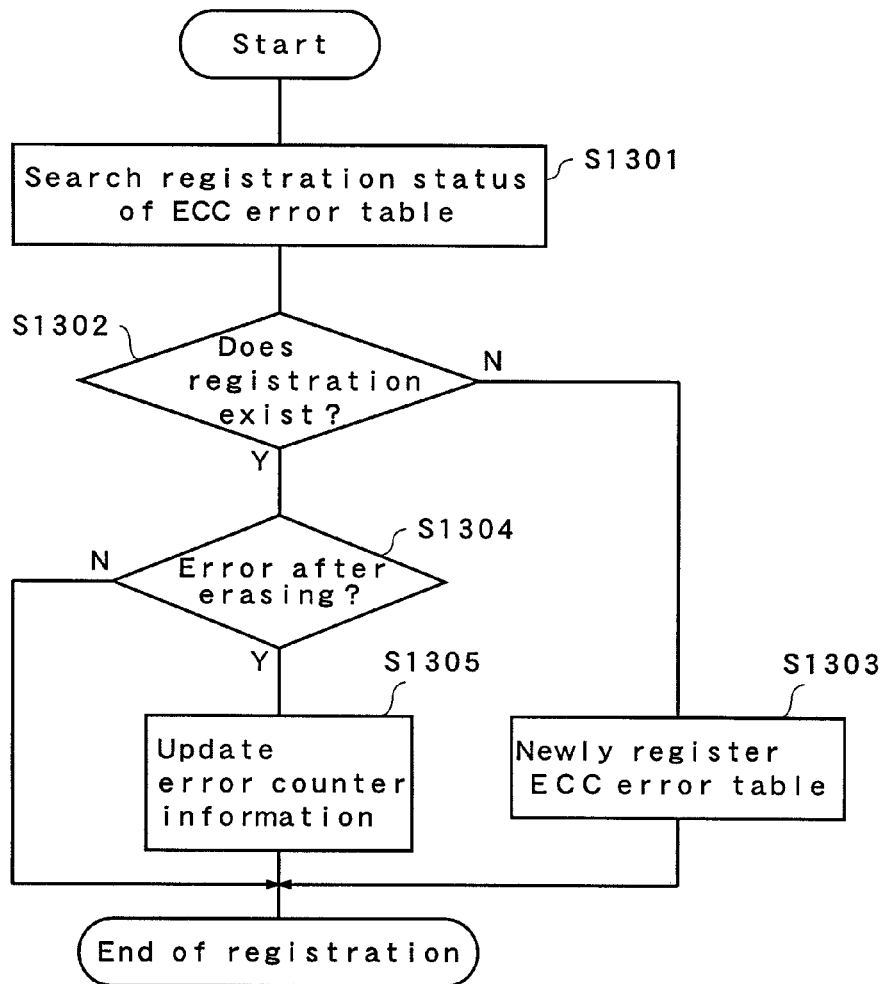 Start
S1301
Search registration status
of ECC error table
S1302
Does
registration
exist?
N
Y
S1304
N
Error after
erasing?
Y
S1305
S1303
Update
error counter
information
Newly register
ECC error table
End of registration